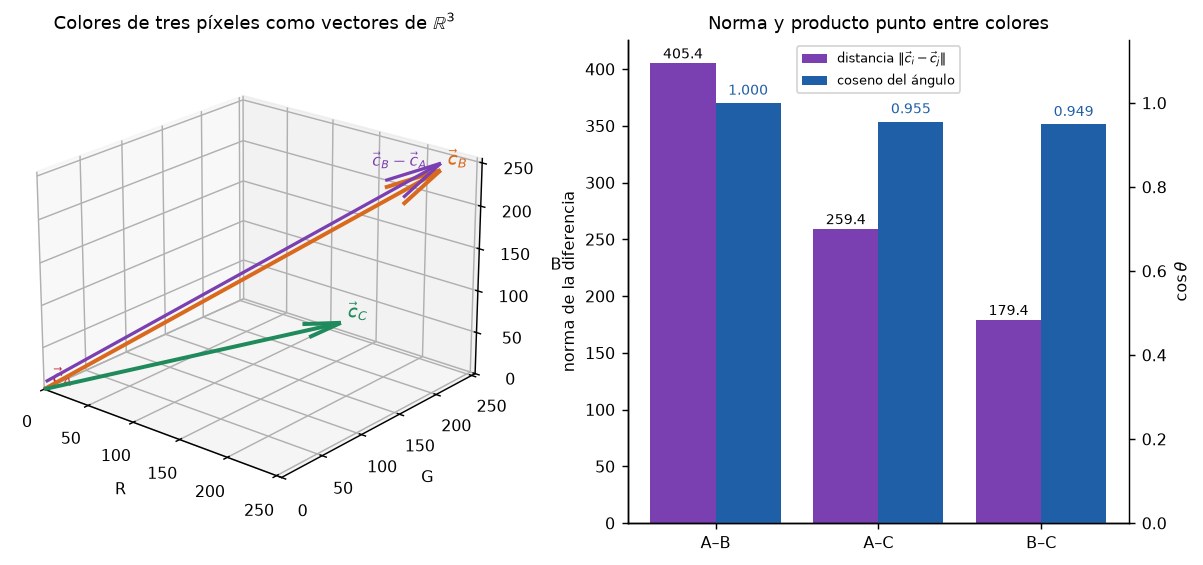 Colores de tres píxeles como vectores de ℝ³
c⃗_B − c⃗_A
c⃗_B
c⃗_C
250
200
150
100
50
0
B
0
50
100
150
200
250
R
0
50
100
150
200
250
G
Norma y producto punto entre colores
distancia ‖c⃗_i − c⃗_j‖
coseno del ángulo
405.4
1.000
259.4
0.955
179.4
0.949
norma de la diferencia
400
350
300
250
200
150
100
50
0
A–B
A–C
B–C
1.0
0.8
0.6
0.4
0.2
0.0
cos θ